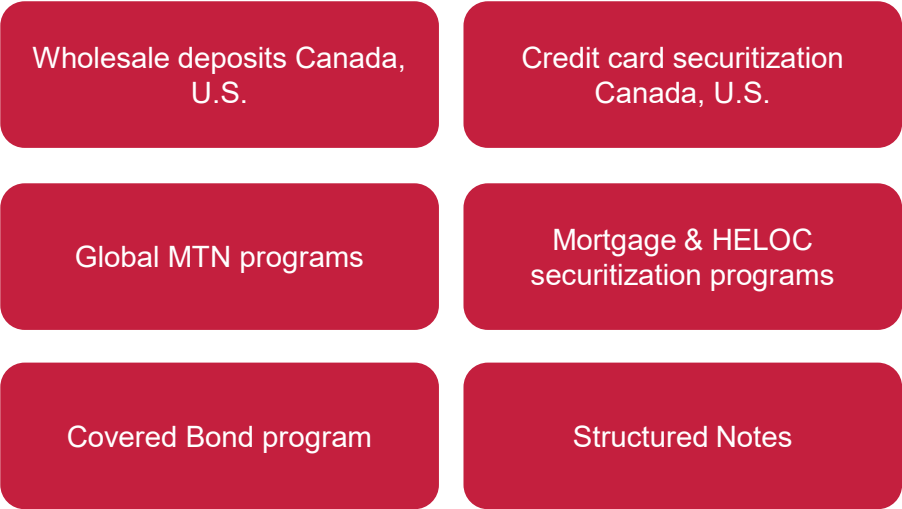 Wholesale deposits Canada,
U.S.
Credit card securitization
Canada, U.S.
Global MTN programs
Mortgage & HELOC
securitization programs
Covered Bond program
Structured Notes